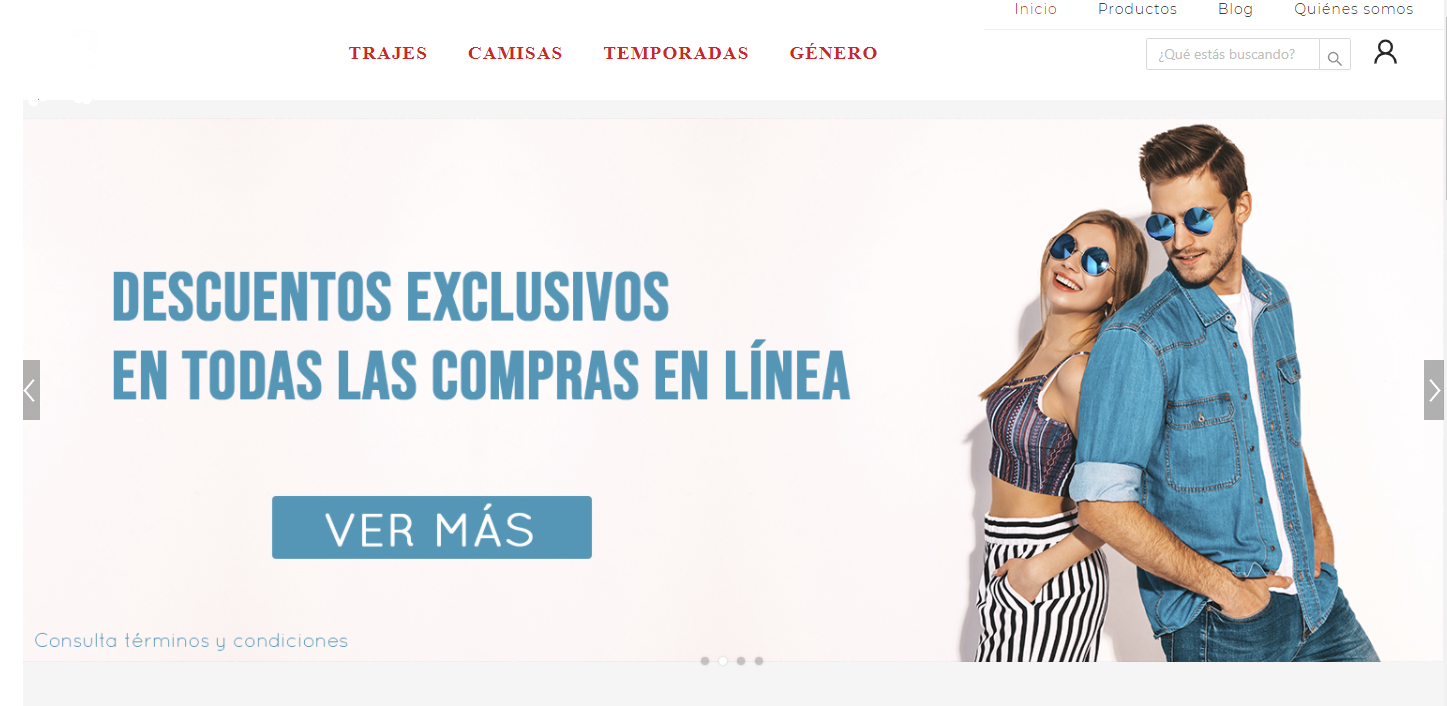 Inicio Productos Blog Quiénes somos
TRAJES CAMISAS TEMPORADAS GÉNERO
¿Qué estás buscando?
DESCUENTOS EXCLUSIVOS
EN TODAS LAS COMPRAS EN LÍNEA
VER MÁS
Consulta términos y condiciones